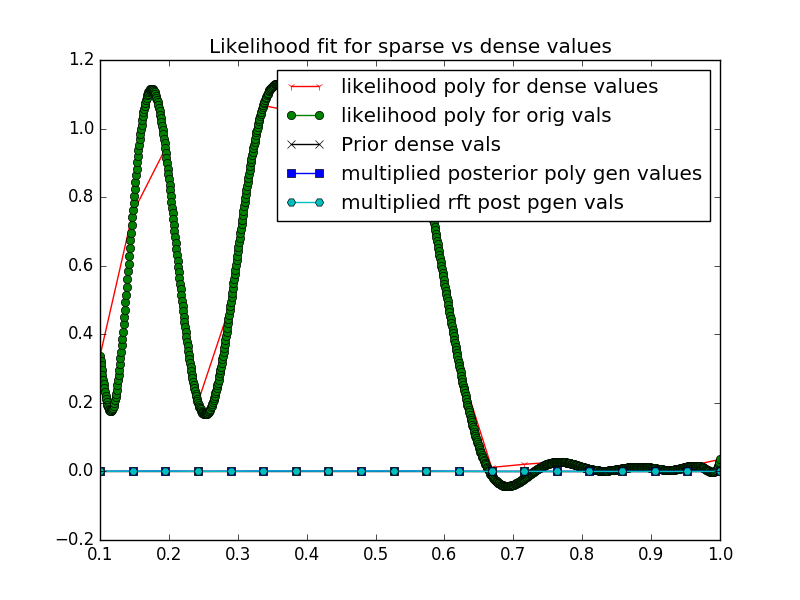 Likelihood fit for sparse vs dense values
1.2
likelihood poly for dense values
likelihood poly for orig vals
Prior dense vals
multiplied posterior poly gen values
multiplied rft post pgen vals
1.0
0.8
0.6
0.4
0.2
0.0
−0.2
0.1 0.2 0.3 0.4 0.5 0.6 0.7 0.8 0.9 1.0